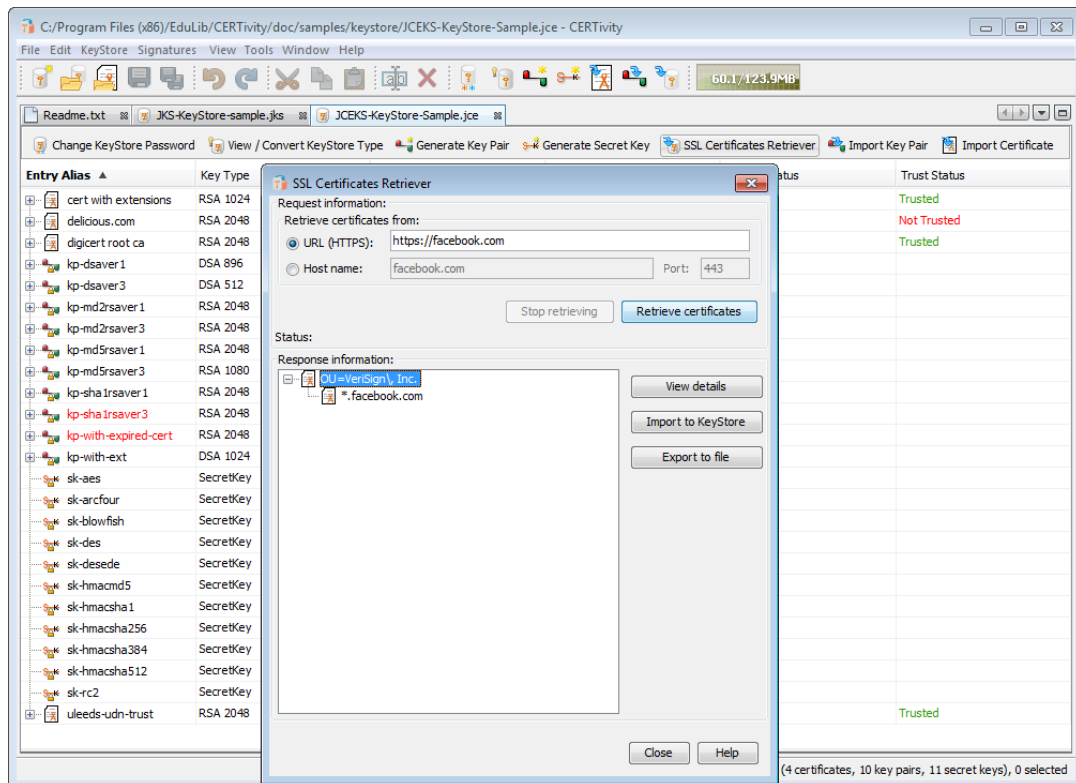 C:/Program Files (x86)/EduLib/CERTivity/doc/samples/keystore/JCEKS-KeyStore-Sample.jce - CERTivity
File Edit KeyStore Signatures View Tools Window Help
60.1/123.9MB
Readme.txt JKS-KeyStore-sample.jks JCEKS-KeyStore-Sample.jce
Change KeyStore Password View / Convert KeyStore Type Generate Key Pair Generate Secret Key SSL Certificates Retriever Import Key Pair Import Certificate
Entry Alias Key Type atus Trust Status
cert with extensions RSA 1024 Trusted
delicious.com RSA 2048 Not Trusted
digicert root ca RSA 2048 Trusted
kp-dsaver1 DSA 896
kp-dsaver3 DSA 512
kp-md2rsaver1 RSA 2048
kp-md2rsaver3 RSA 2048
kp-md5rsaver1 RSA 2048
kp-md5rsaver3 RSA 1080
kp-sha1rsaver1 RSA 2048
kp-sha1rsaver3 RSA 2048
kp-with-expired-cert RSA 2048
kp-with-ext DSA 1024
sk-aes SecretKey
sk-arcfour SecretKey
sk-blowfish SecretKey
sk-des SecretKey
sk-desede SecretKey
sk-hmacmd5 SecretKey
sk-hmacsha1 SecretKey
sk-hmacsha256 SecretKey
sk-hmacsha384 SecretKey
sk-hmacsha512 SecretKey
sk-rc2 SecretKey
uleeds-udn-trust RSA 2048 Trusted
SSL Certificates Retriever
Request information:
Retrieve certificates from:
URL (HTTPS): https://facebook.com
Host name: facebook.com Port: 443
Stop retrieving Retrieve certificates
Status:
Response information:
OU=VeriSign\, Inc.
*.facebook.com
View details
Import to KeyStore
Export to file
Close Help
(4 certificates, 10 key pairs, 11 secret keys), 0 selected